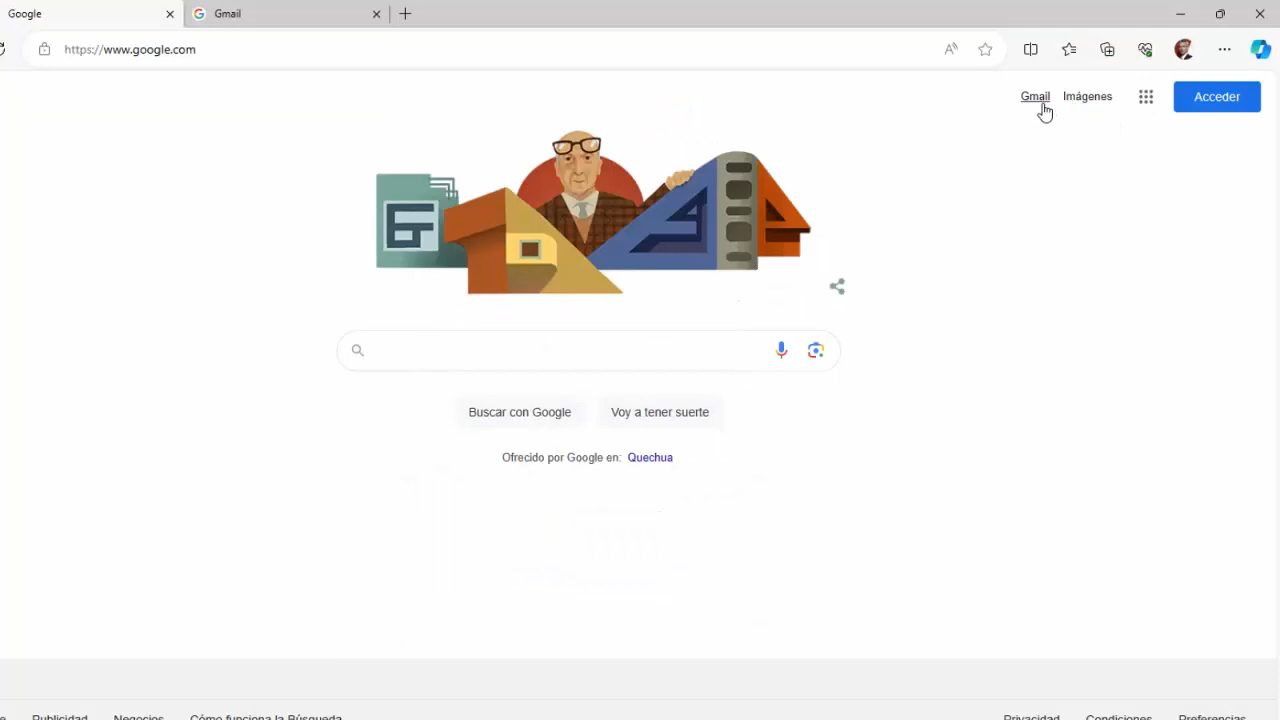 Google
Gmail
https://www.google.com
Gmail Imágenes
Acceder
Buscar con Google
Voy a tener suerte
Ofrecido por Google en: Quechua
Publicidad Negocios Cómo funciona la Búsqueda
Privacidad Condiciones Preferencias